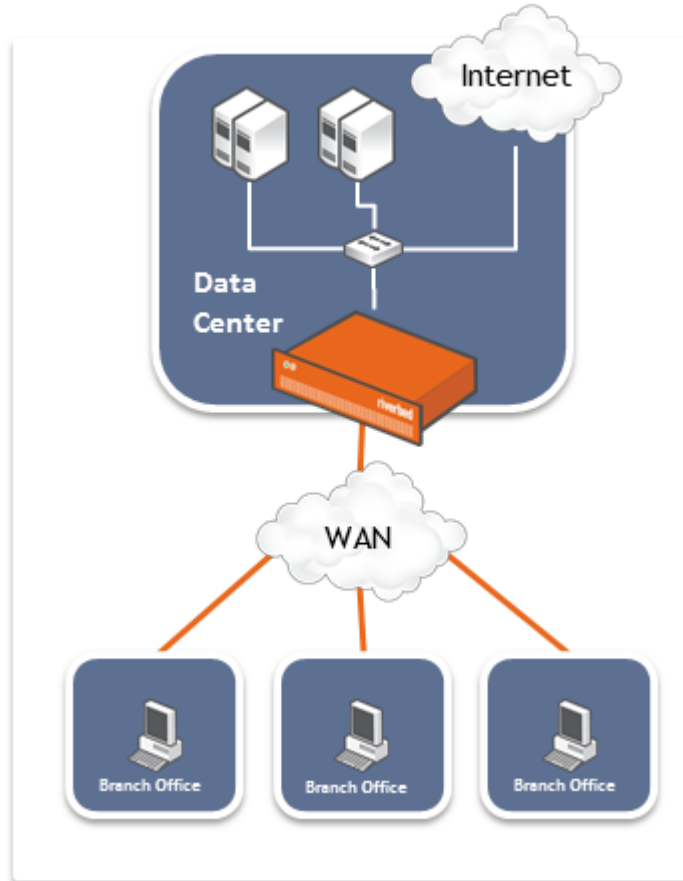 Internet
Data
Center
riverbed
WAN
Branch Office
Branch Office
Branch Office